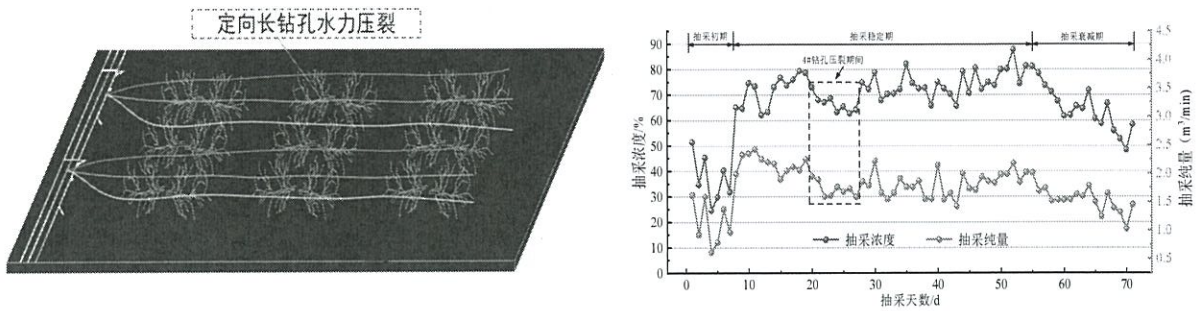 定向长钻孔水力压裂
抽采初期
抽采稳定期
抽采衰减期
4#钻孔压裂期间
抽采浓度/%
90
80
70
60
50
40
30
20
10
0
抽采纯量（m³/min）
4.5
4.0
3.5
3.0
2.5
2.0
1.5
1.0
0.5
抽采浓度
抽采纯量
0 10 20 30 40 50 60 70
抽采天数/d